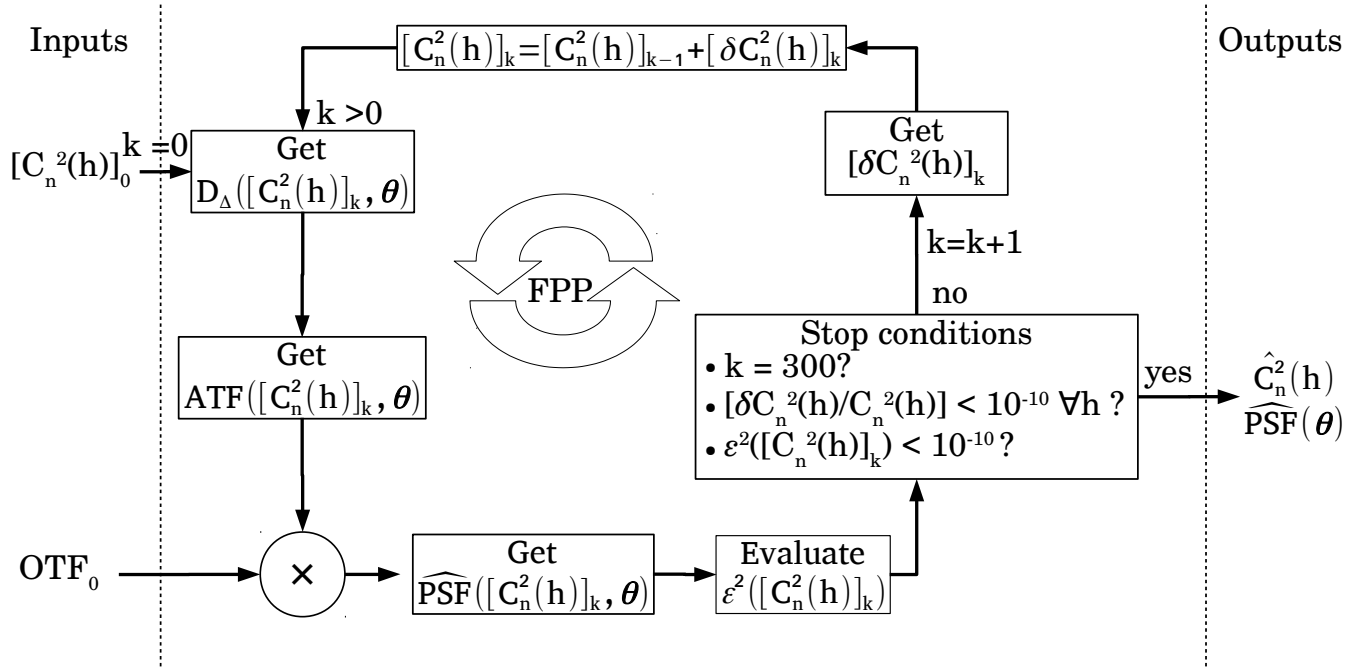 Inputs
[C_n^2(h)]_k=[C_n^2(h)]_{k−1}+[δC_n^2(h)]_k
Outputs
k >0
k =0
[C_n^2(h)]_0
Get
D_Δ([C_n^2(h)]_k, θ)
Get
[δC_n^2(h)]_k
k=k+1
FPP
no
Get
ATF([C_n^2(h)]_k, θ)
Stop conditions
• k = 300?
• [δC_n^2(h)/C_n^2(h)] < 10^{-10} ∀h ?
• ε^2([C_n^2(h)]_k) < 10^{-10} ?
yes
Ĉ_n^2(h)
\widehat{PSF}(θ)
OTF_0
×
Get
\widehat{PSF}([C_n^2(h)]_k, θ)
Evaluate
ε^2([C_n^2(h)]_k)